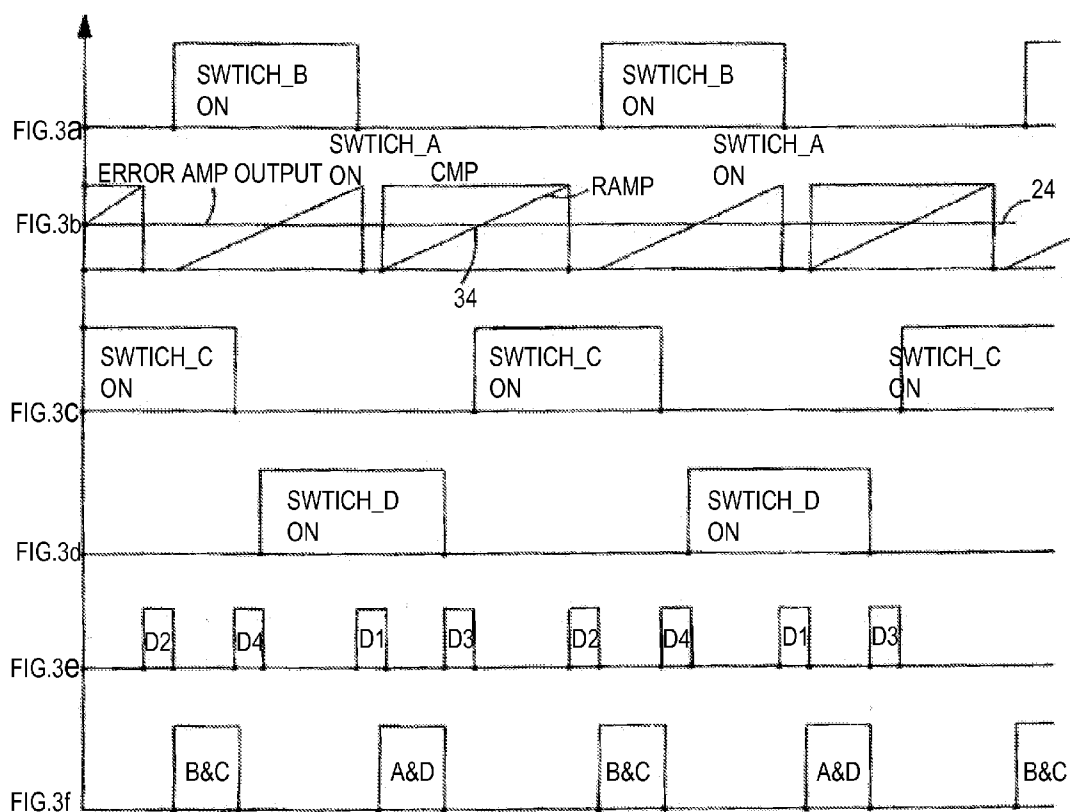 SWTICH_B
ON
SWTICH_B
ON
FIG.3a
SWTICH_A
ON
CMP
SWTICH_A
ON
ERROR AMP OUTPUT
RAMP
24
FIG.3b
34
SWTICH_C
ON
SWTICH_C
ON
SWTICH_C
ON
FIG.3c
SWTICH_D
ON
SWTICH_D
ON
FIG.3d
D2 D4 D1 D3 D2 D4 D1 D3
FIG.3e
B&C A&D B&C A&D B&C
FIG.3f